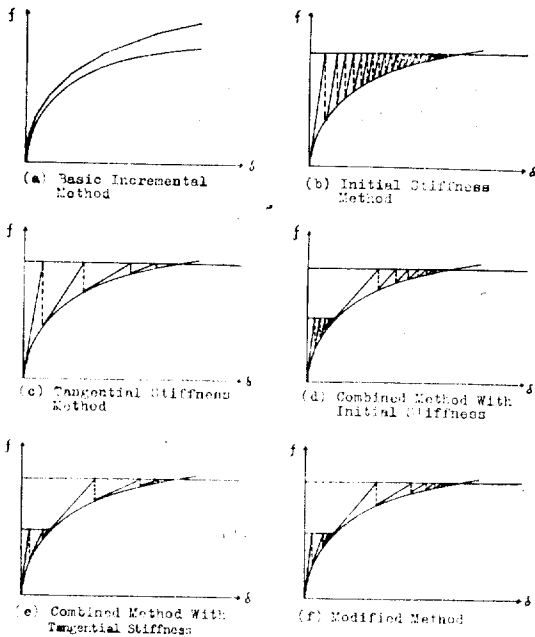 f
f
δ
δ
(a) Basic Incremental
Method
(b) Initial Stiffness
Method
f
f
δ
δ
(c) Tangential Stiffness
Method
(d) Combined Method With
Initial Stiffness
f
f
δ
δ
(e) Combined Method With
Tangential Stiffness
(f) Modified Method